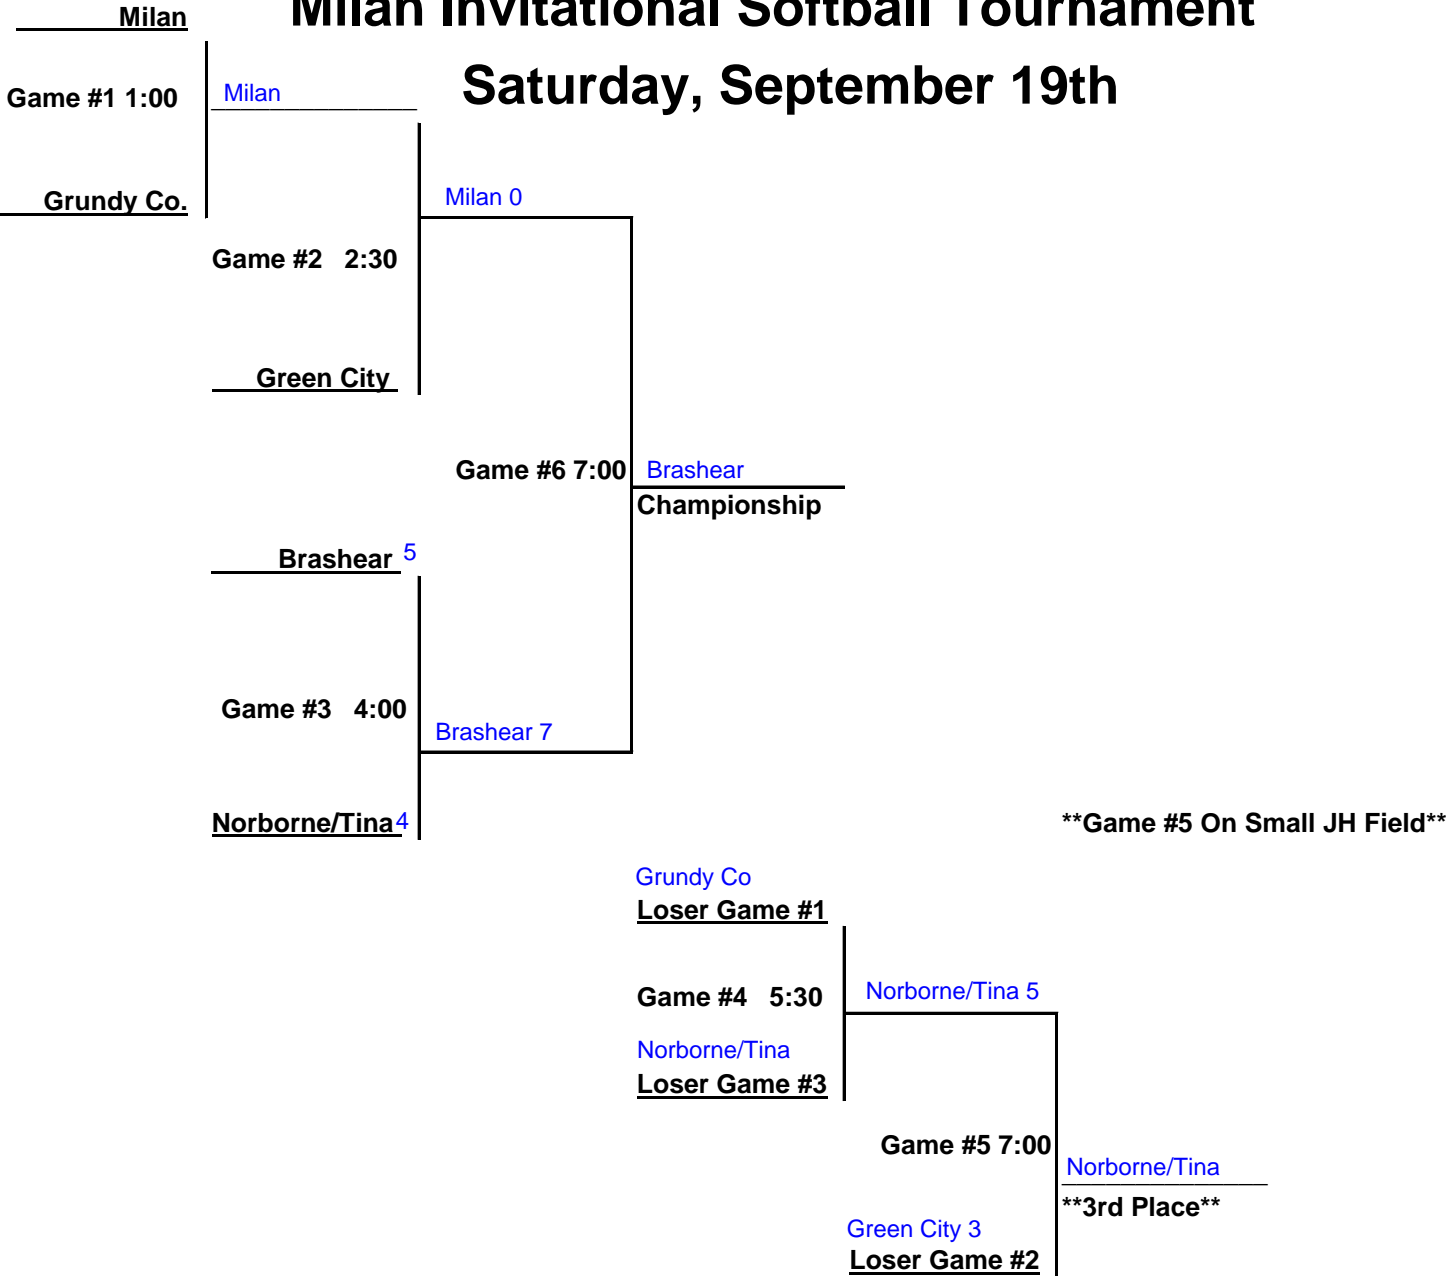 Milan Invitational Softball Tournament
Milan
Saturday, September 19th
Game #1 1:00
Milan
Grundy Co.
Milan 0
Game #2 2:30
Green City
Game #6 7:00
Brashear
Championship
Brashear 5
Game #3 4:00
Brashear 7
Norborne/Tina 4
**Game #5 On Small JH Field**
Grundy Co
Loser Game #1
Game #4 5:30
Norborne/Tina 5
Norborne/Tina
Loser Game #3
Game #5 7:00
Norborne/Tina
**3rd Place**
Green City 3
Loser Game #2